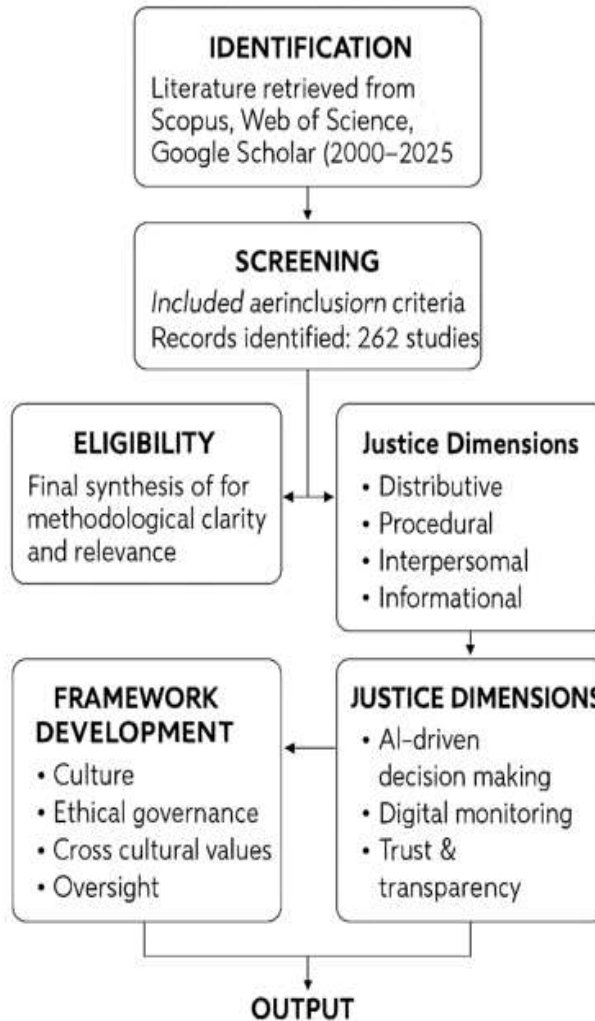 IDENTIFICATION
Literature retrieved from
Scopus, Web of Science,
Google Scholar (2000–2025
SCREENING
Included aerinclusiorn criteria
Records identified: 262 studies
ELIGIBILITY
Final synthesis of for
methodological clarity
and relevance
Justice Dimensions
• Distributive
• Procedural
• Interpersomal
• Informational
FRAMEWORK
DEVELOPMENT
• Culture
• Ethical governance
• Cross cultural values
• Oversight
JUSTICE DIMENSIONS
• AI-driven
decision making
• Digital monitoring
• Trust &
transparency
OUTPUT